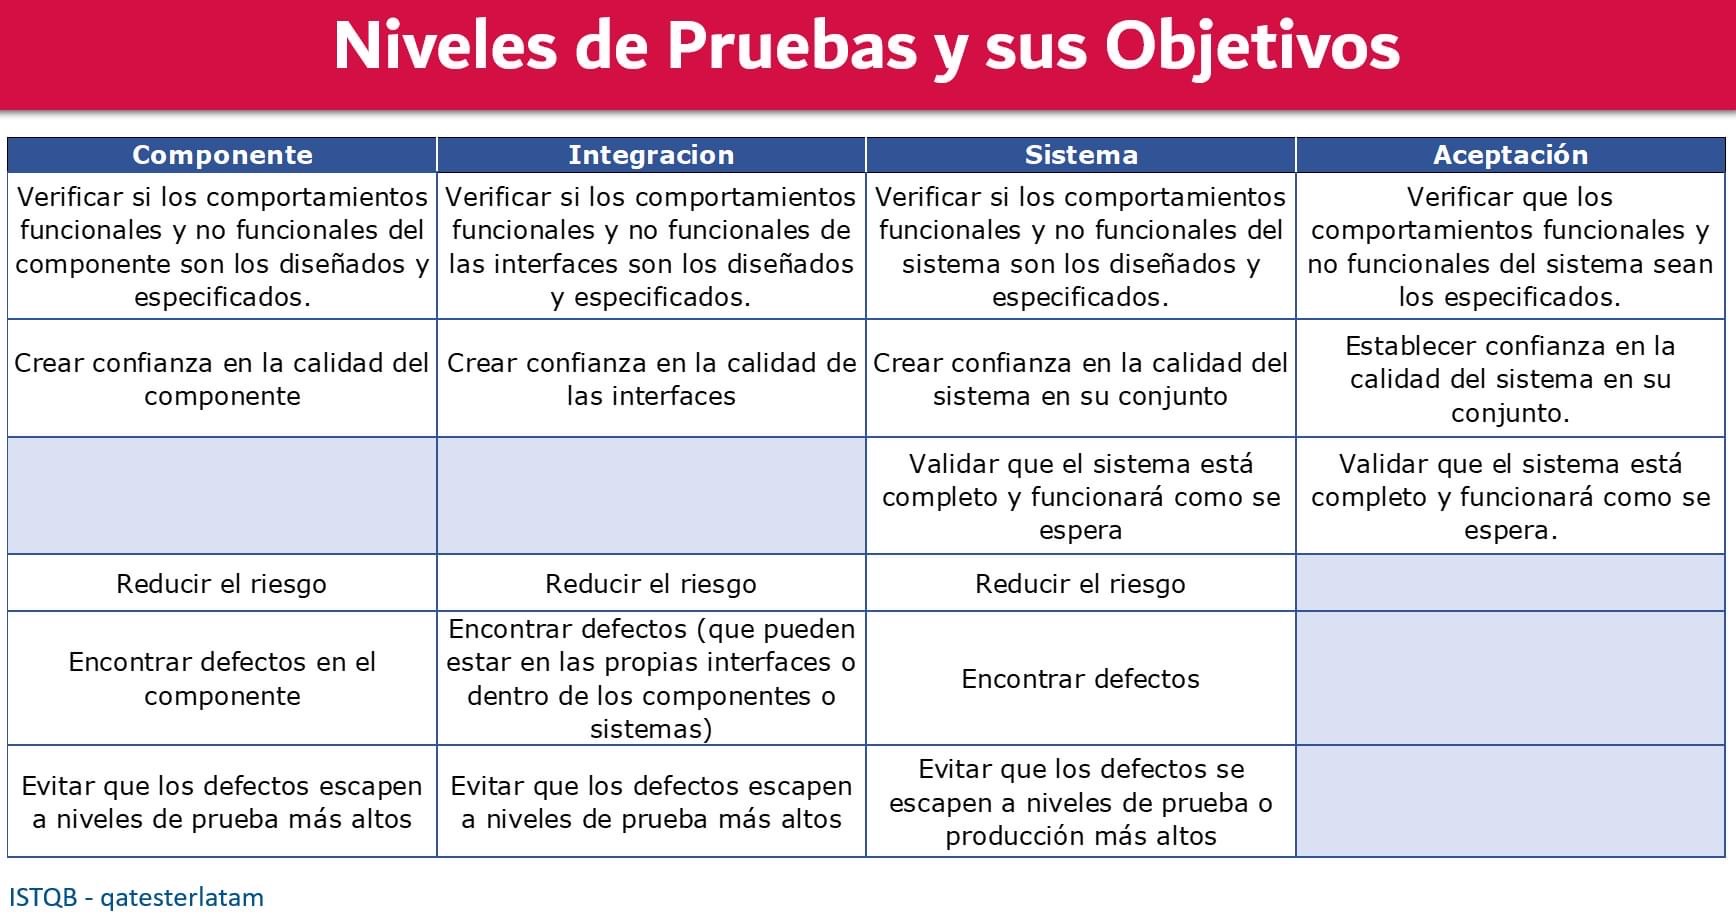 Niveles de Pruebas y sus Objetivos
Componente
Integracion
Sistema
Aceptación
Verificar si los comportamientos
funcionales y no funcionales del
componente son los diseñados y
especificados.
Verificar si los comportamientos
funcionales y no funcionales de
las interfaces son los diseñados
y especificados.
Verificar si los comportamientos
funcionales y no funcionales del
sistema son los diseñados y
especificados.
Verificar que los
comportamientos funcionales y
no funcionales del sistema sean
los especificados.
Crear confianza en la calidad del
componente
Crear confianza en la calidad de
las interfaces
Crear confianza en la calidad del
sistema en su conjunto
Establecer confianza en la
calidad del sistema en su
conjunto.
Validar que el sistema está
completo y funcionará como se
espera
Validar que el sistema está
completo y funcionará como se
espera.
Reducir el riesgo
Reducir el riesgo
Reducir el riesgo
Encontrar defectos en el
componente
Encontrar defectos (que pueden
estar en las propias interfaces o
dentro de los componentes o
sistemas)
Encontrar defectos
Evitar que los defectos escapen
a niveles de prueba más altos
Evitar que los defectos escapen
a niveles de prueba más altos
Evitar que los defectos se
escapen a niveles de prueba o
producción más altos
ISTQB - qatesterlatam